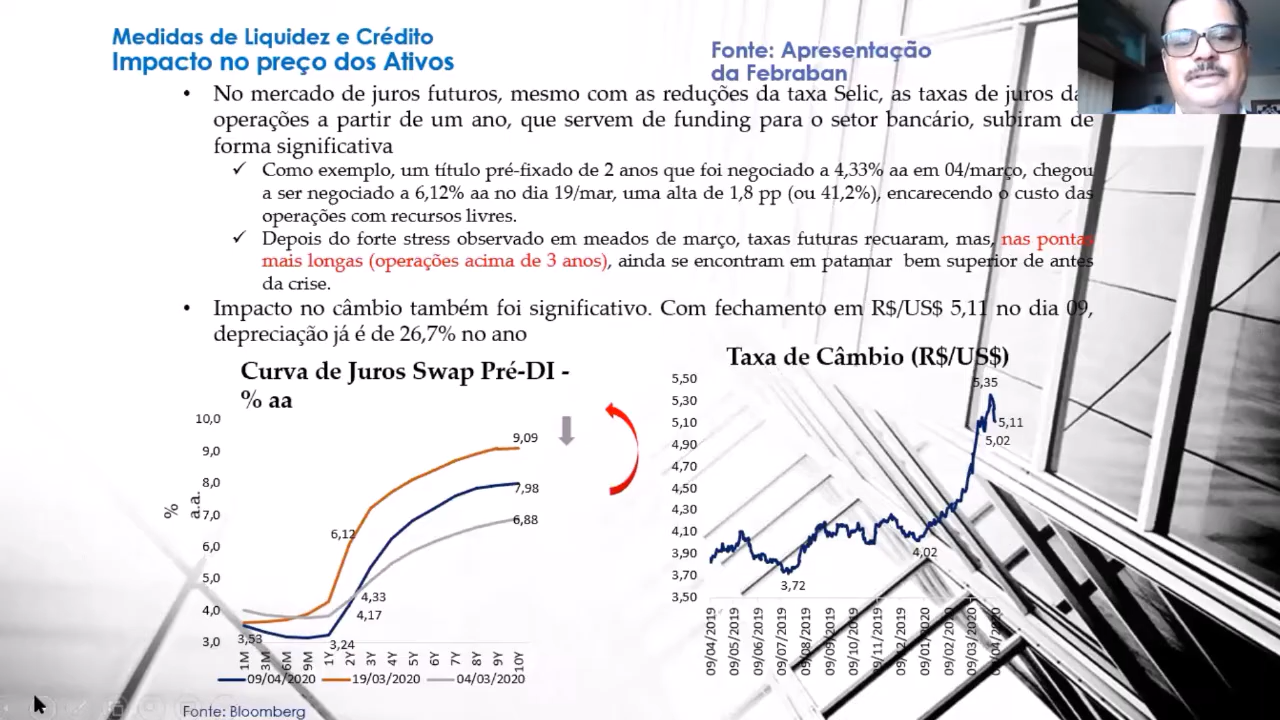 Medidas de Liquidez e Crédito
Impacto no preço dos Ativos
Fonte: Apresentação
da Febraban
• No mercado de juros futuros, mesmo com as reduções da taxa Selic, as taxas de juros da
operações a partir de um ano, que servem de funding para o setor bancário, subiram de
forma significativa
✓ Como exemplo, um título pré-fixado de 2 anos que foi negociado a 4,33% aa em 04/março, chegou
a ser negociado a 6,12% aa no dia 19/mar, uma alta de 1,8 pp (ou 41,2%), encarecendo o custo das
operações com recursos livres.
✓ Depois do forte stress observado em meados de março, taxas futuras recuaram, mas, nas pontas
mais longas (operações acima de 3 anos), ainda se encontram em patamar bem superior de antes
da crise.
• Impacto no câmbio também foi significativo. Com fechamento em R$/US$ 5,11 no dia 09,
depreciação já é de 26,7% no ano
Curva de Juros Swap Pré-DI -
% aa
% a.a.
10,0
9,0
8,0
7,0
6,0
5,0
4,0
3,0
9,09
7,98
6,88
6,12
4,33
4,17
3,53
3,24
1M 3M 6M 9M 1Y 2Y 3Y 4Y 5Y 6Y 7Y 8Y 9Y 10Y
09/04/2020 19/03/2020 04/03/2020
Fonte: Bloomberg
Taxa de Câmbio (R$/US$)
5,50
5,30
5,10
4,90
4,70
4,50
4,30
4,10
3,90
3,70
3,50
5,35
5,11
5,02
4,02
3,72
09/04/2019 09/05/2019 09/06/2019 09/07/2019 09/08/2019 09/09/2019 09/10/2019 09/11/2019 09/12/2019 09/01/2020 09/02/2020 09/03/2020 09/04/2020